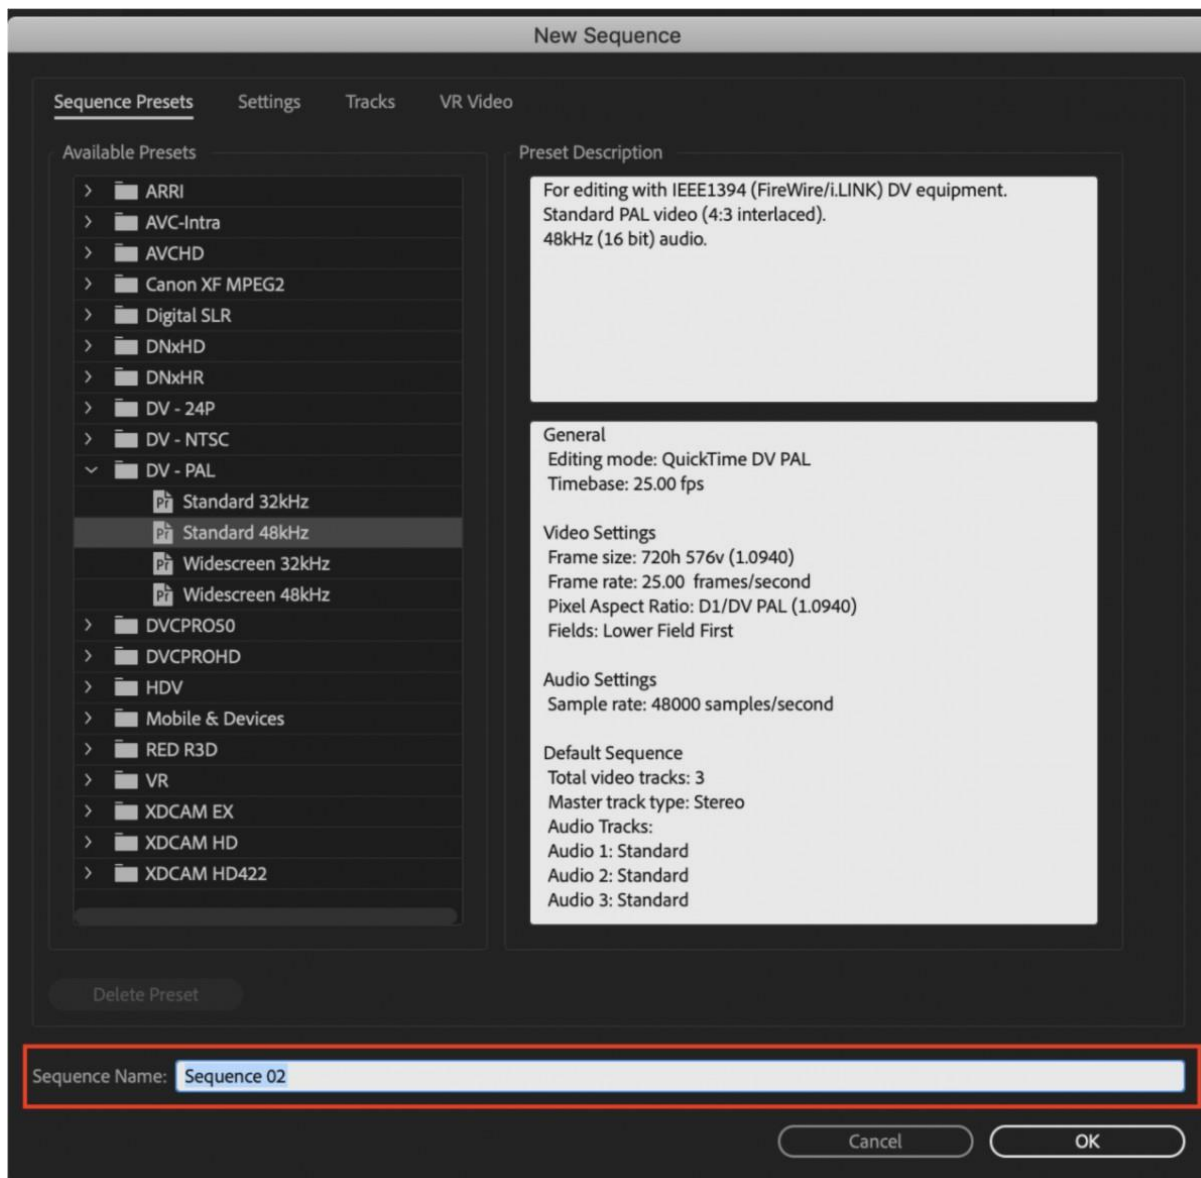 New Sequence
Sequence Presets Settings Tracks VR Video
Available Presets
ARRI
AVC-Intra
AVCHD
Canon XF MPEG2
Digital SLR
DNxHD
DNxHR
DV - 24P
DV - NTSC
DV - PAL
Pr Standard 32kHz
Pr Standard 48kHz
Pr Widescreen 32kHz
Pr Widescreen 48kHz
DVCPRO50
DVCPROHD
HDV
Mobile & Devices
RED R3D
VR
XDCAM EX
XDCAM HD
XDCAM HD422
Delete Preset
Preset Description
For editing with IEEE1394 (FireWire/i.LINK) DV equipment.
Standard PAL video (4:3 interlaced).
48kHz (16 bit) audio.
General
Editing mode: QuickTime DV PAL
Timebase: 25.00 fps
Video Settings
Frame size: 720h 576v (1.0940)
Frame rate: 25.00 frames/second
Pixel Aspect Ratio: D1/DV PAL (1.0940)
Fields: Lower Field First
Audio Settings
Sample rate: 48000 samples/second
Default Sequence
Total video tracks: 3
Master track type: Stereo
Audio Tracks:
Audio 1: Standard
Audio 2: Standard
Audio 3: Standard
Sequence Name: Sequence 02
Cancel OK